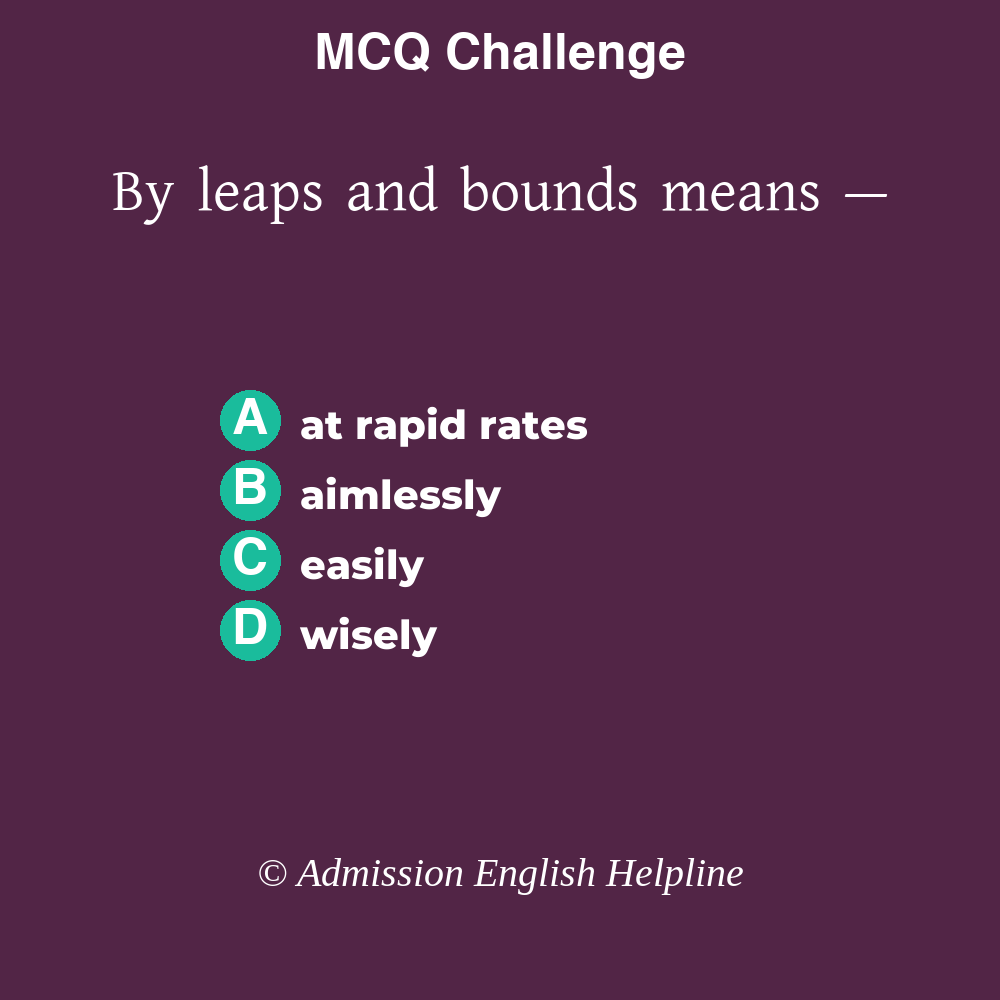 MCQ Challenge
By leaps and bounds means —
A at rapid rates
B aimlessly
C easily
D wisely
© Admission English Helpline